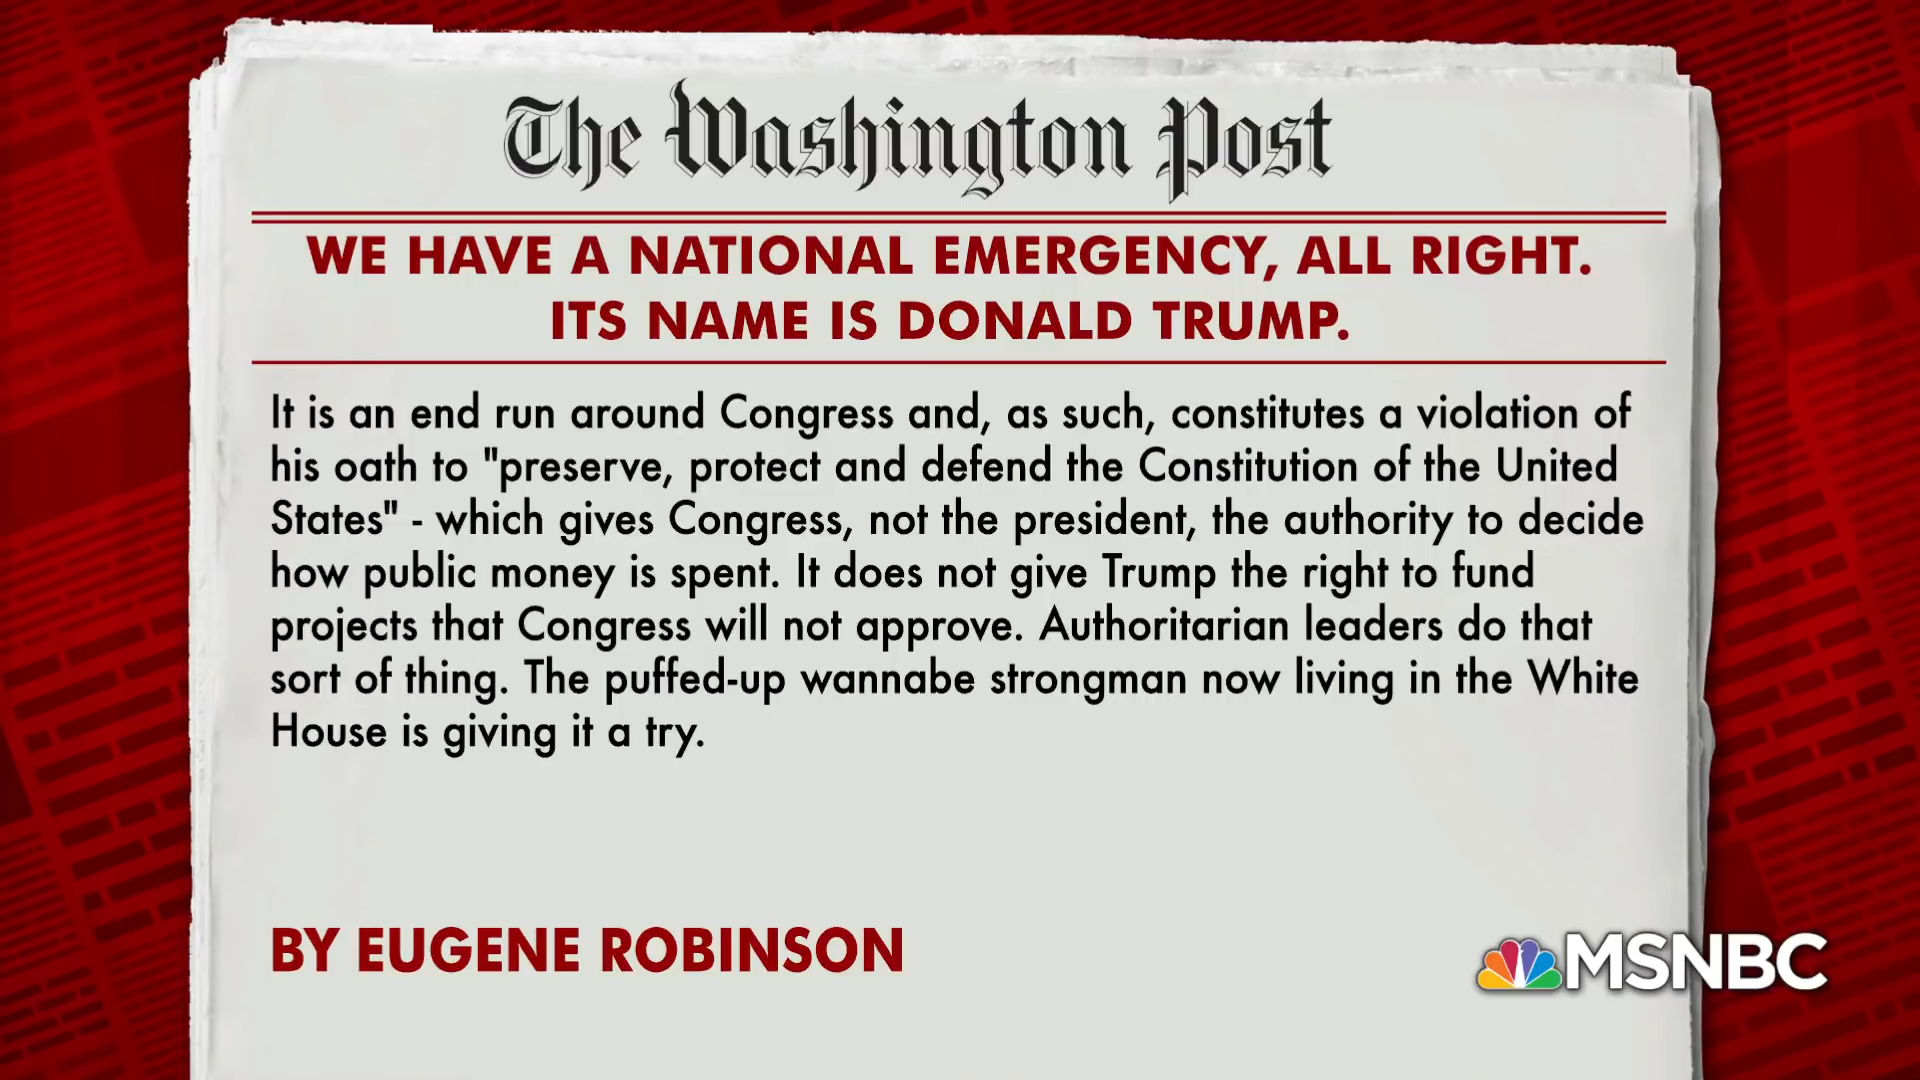 The Washington Post
WE HAVE A NATIONAL EMERGENCY, ALL RIGHT.
ITS NAME IS DONALD TRUMP.
It is an end run around Congress and, as such, constitutes a violation of
his oath to "preserve, protect and defend the Constitution of the United
States" - which gives Congress, not the president, the authority to decide
how public money is spent. It does not give Trump the right to fund
projects that Congress will not approve. Authoritarian leaders do that
sort of thing. The puffed-up wannabe strongman now living in the White
House is giving it a try.
BY EUGENE ROBINSON
MSNBC